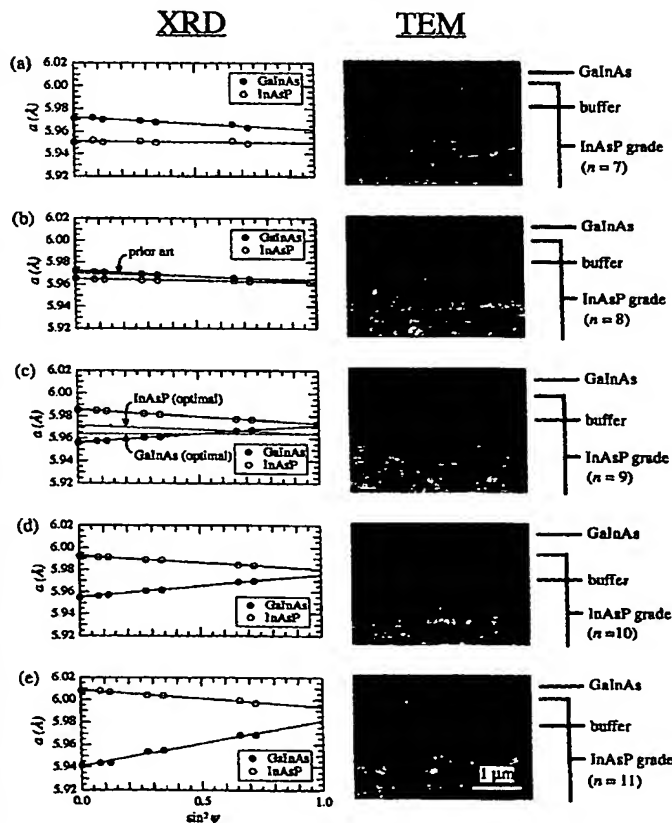 XRD TEM
(a)
6.02
6.00
5.98
5.96
5.94
5.92
a (Å)
GaInAs
InAsP
GaInAs
buffer
InAsP grade
(n = 7)
(b)
6.02
6.00
5.98
5.96
5.94
5.92
a (Å)
prior art
GaInAs
InAsP
GaInAs
buffer
InAsP grade
(n = 8)
(c)
6.02
6.00
5.98
5.96
5.94
5.92
a (Å)
InAsP (optimal)
GaInAs (optimal)
GaInAs
InAsP
GaInAs
buffer
InAsP grade
(n = 9)
(d)
6.02
6.00
5.98
5.96
5.94
5.92
a (Å)
GaInAs
InAsP
GaInAs
buffer
InAsP grade
(n=10)
(e)
6.02
6.00
5.98
5.96
5.94
5.92
a (Å)
GaInAs
InAsP
0.0 0.5 1.0
sin² ψ
1 μm
GaInAs
buffer
InAsP grade
(n=11)